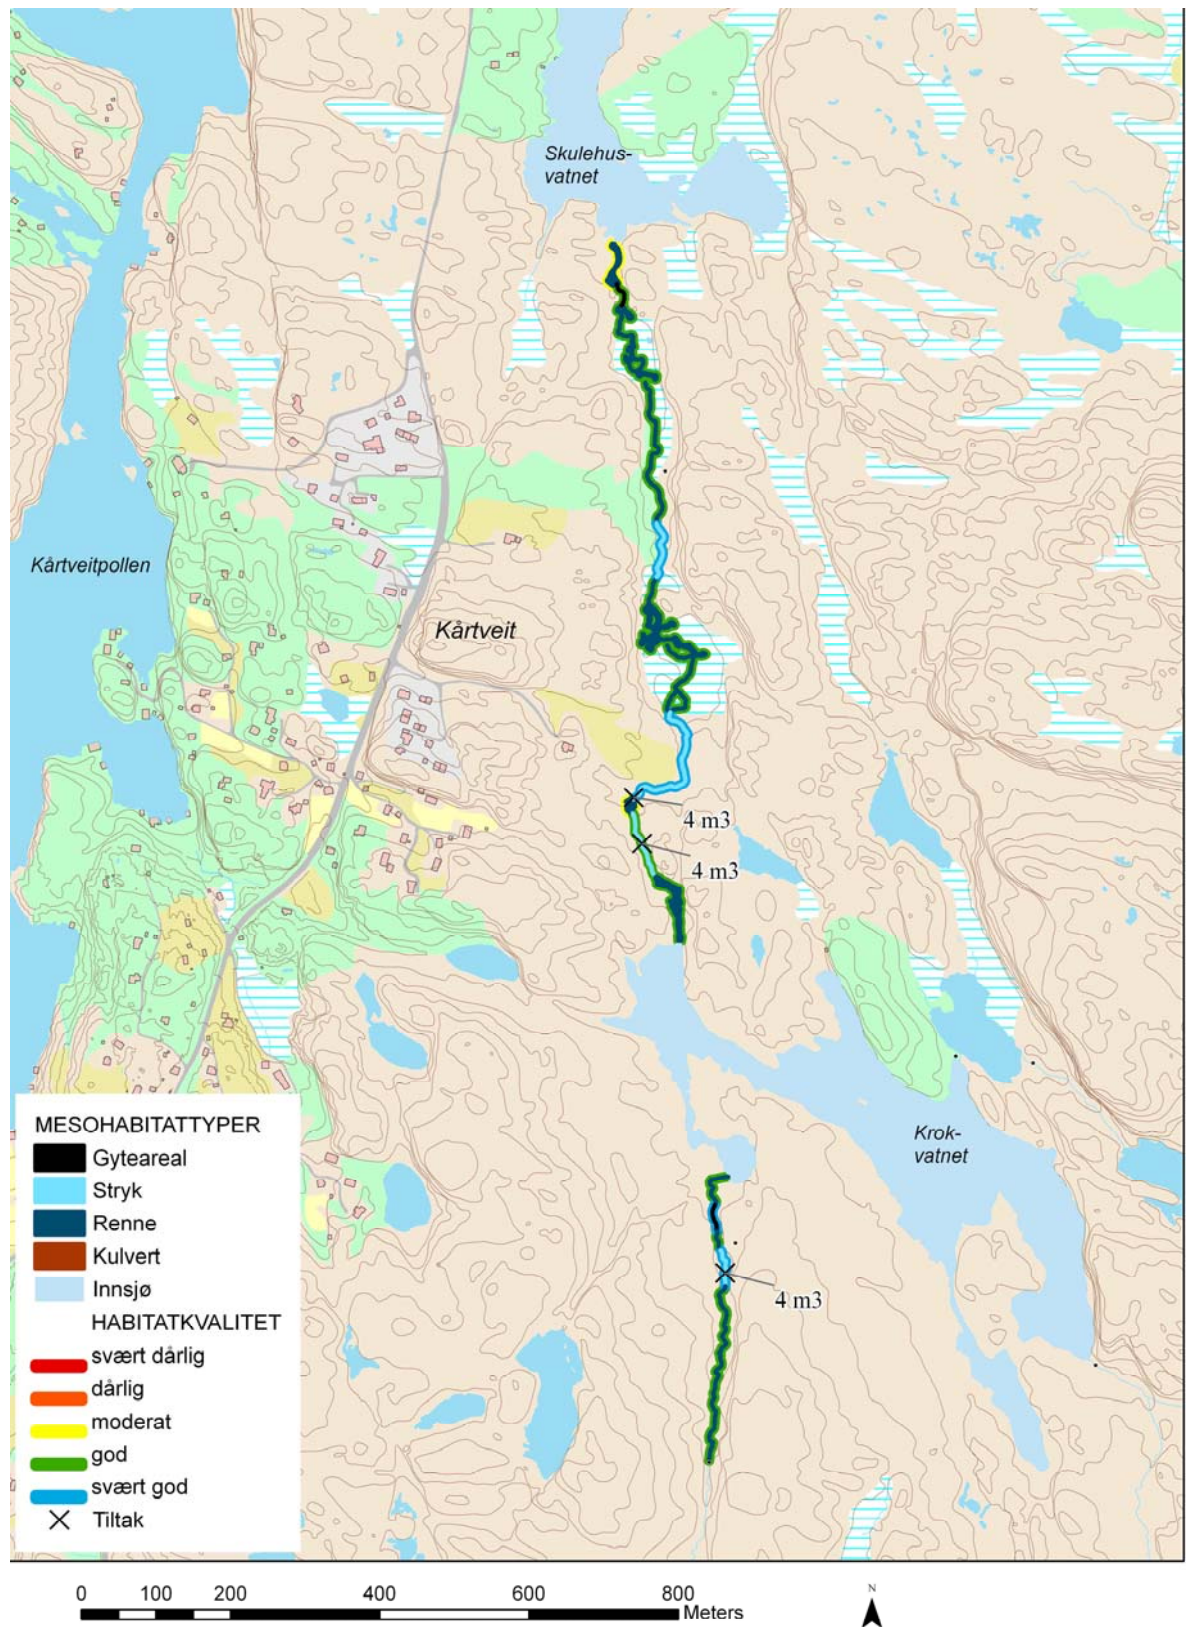 Skulehus-
vatnet
Kårtveitpollen
Kårtveit
4 m3
4 m3
Krok-
vatnet
4 m3
MESOHABITATTYPER
Gyteareal
Stryk
Renne
Kulvert
Innsjø
HABITATKVALITET
svært dårlig
dårlig
moderat
god
svært god
Tiltak
0 100 200 400 600 800
Meters
N